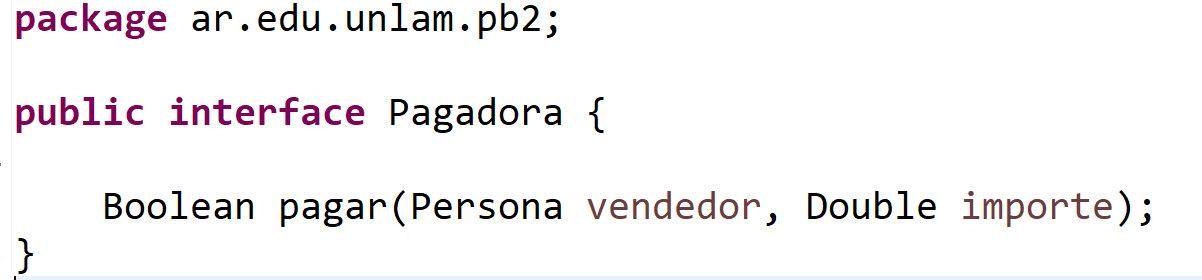 package ar.edu.unlam.pb2;
public interface Pagadora {
Boolean pagar(Persona vendedor, Double importe);
}